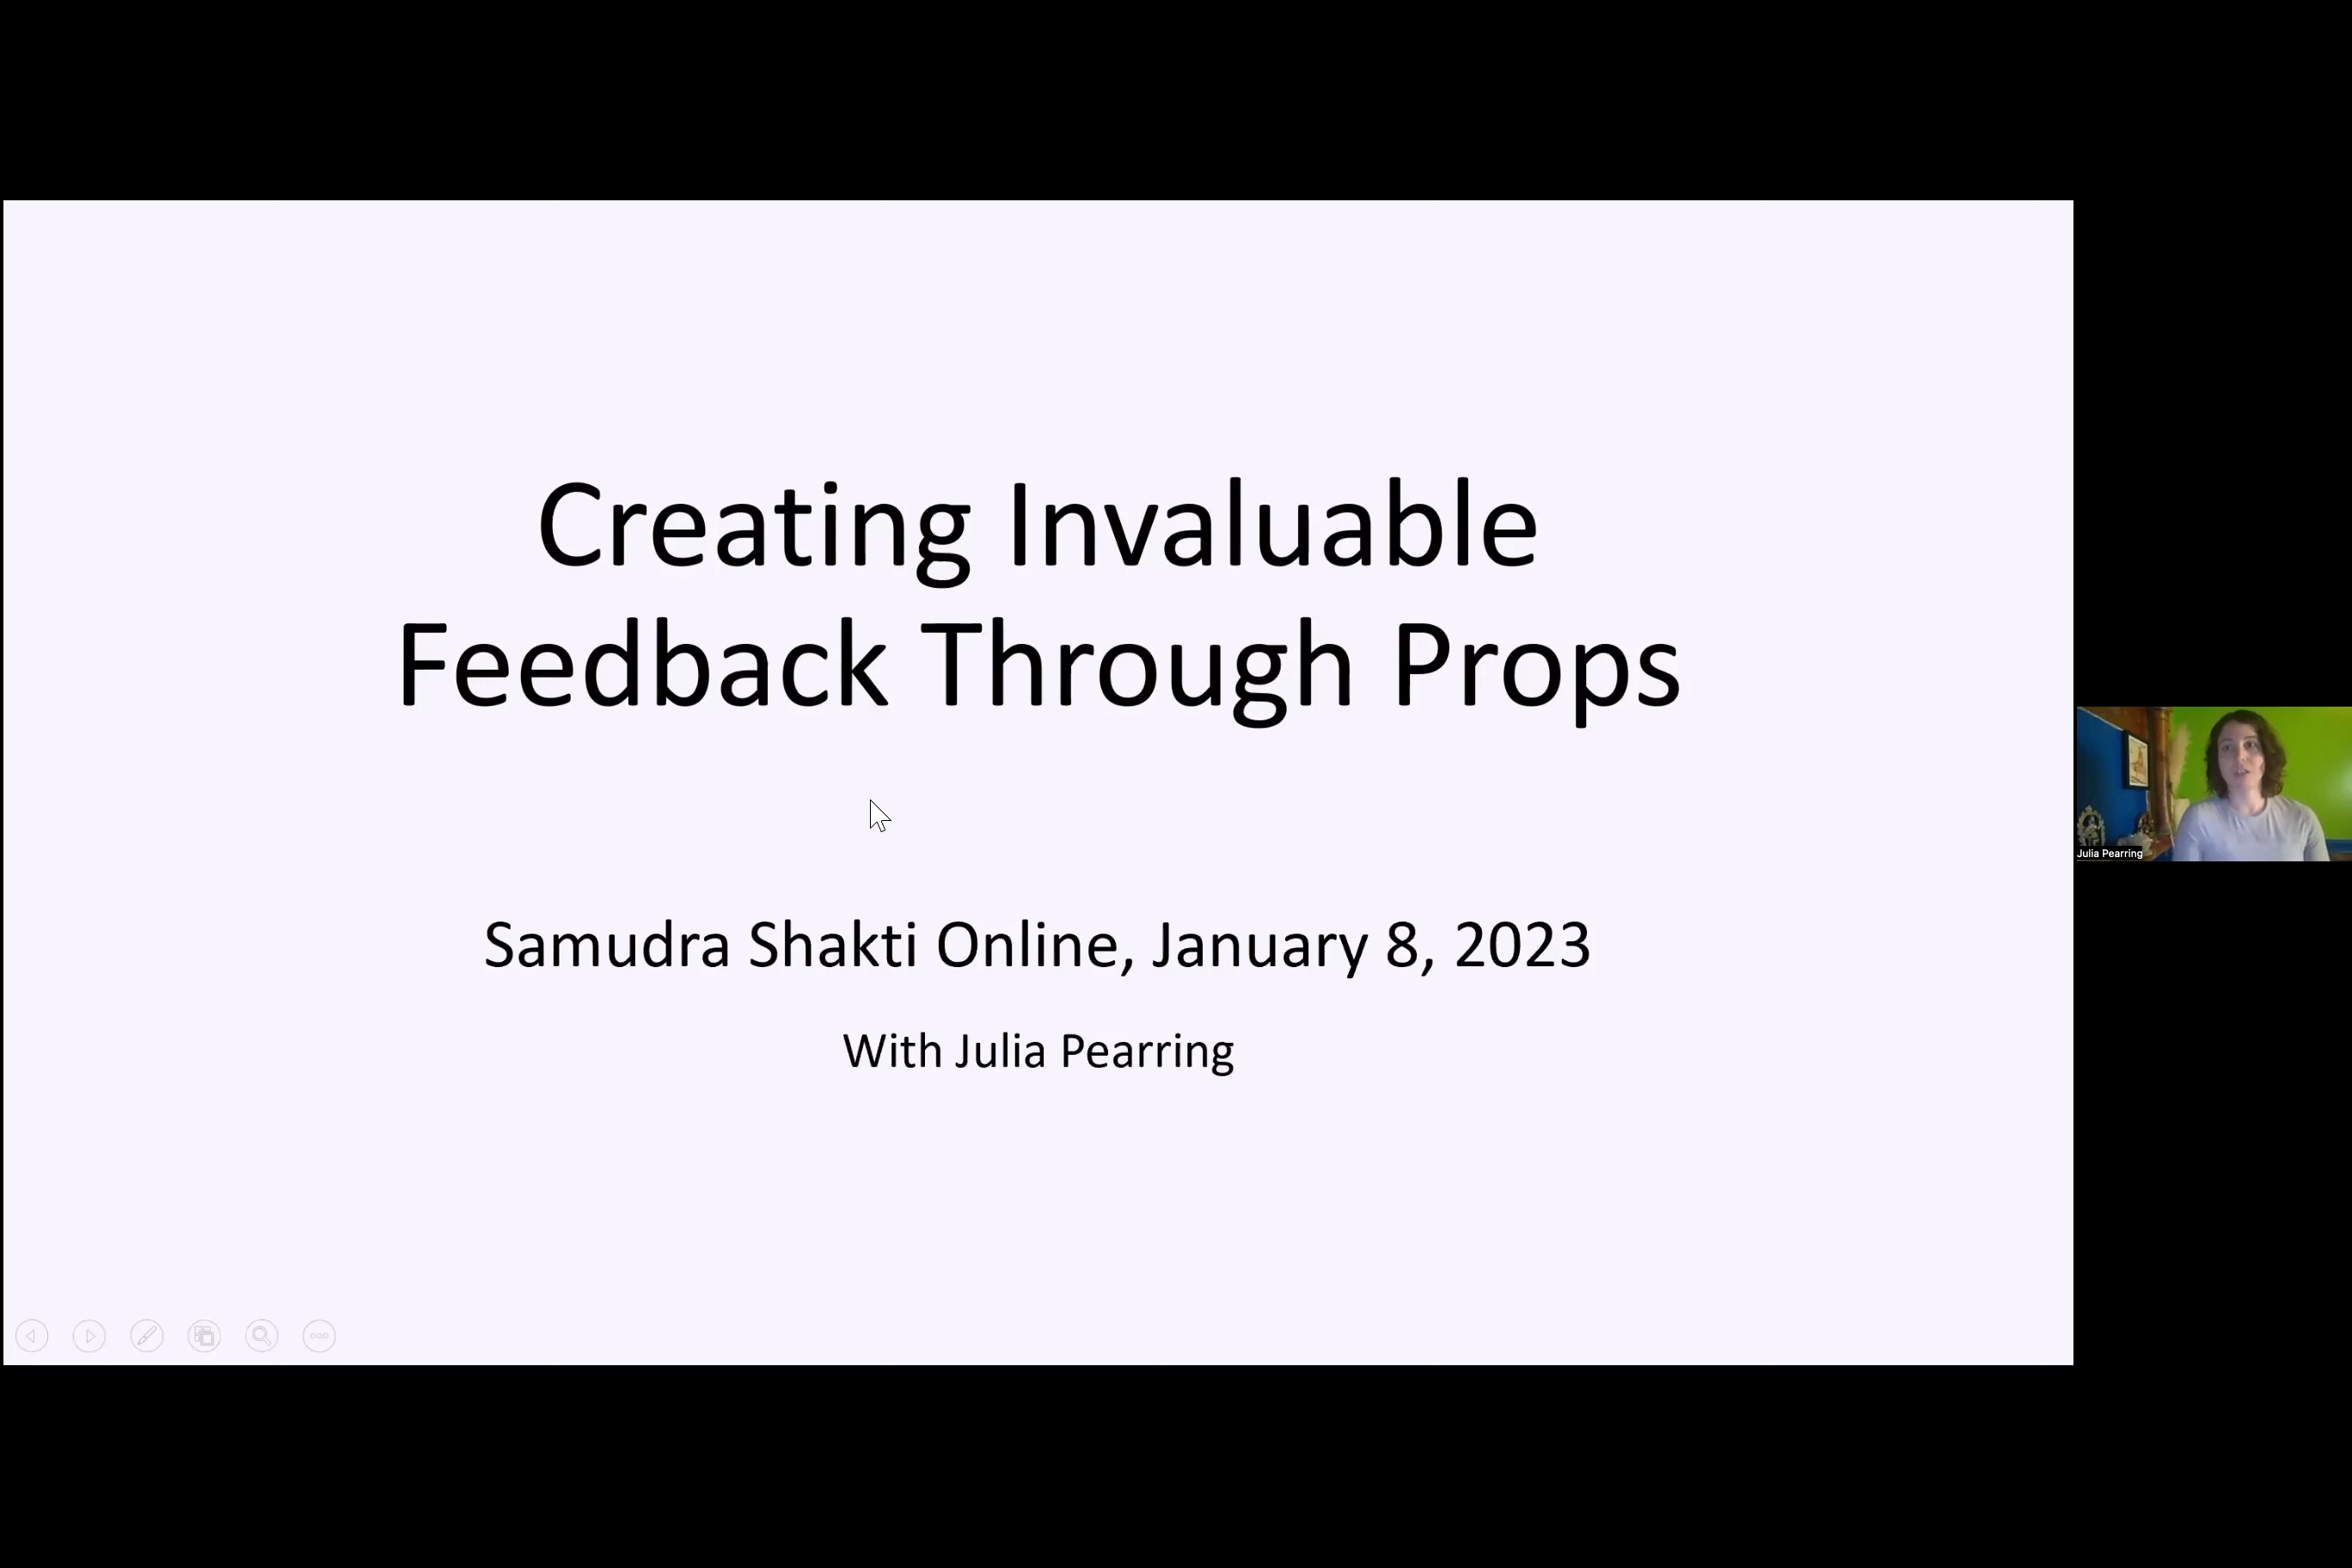 Creating Invaluable
Feedback Through Props
Samudra Shakti Online, January 8, 2023
With Julia Pearring
Julia Pearring